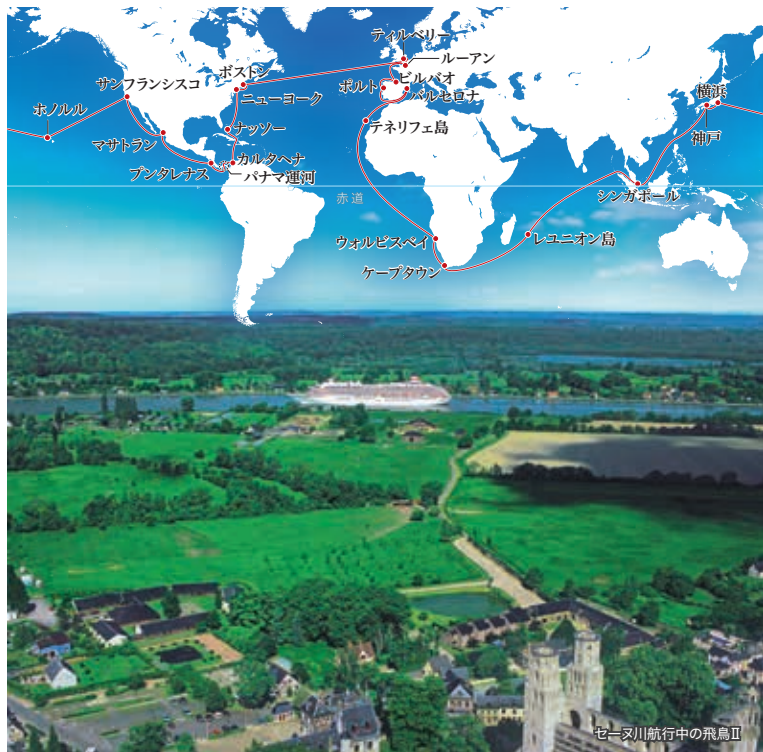 ティルベリー
ルーアン
ボストン
サンフランシスコ
ビルバオ
ポルト
バルセロナ
ニューヨーク
横浜
ホノルル
ナッソー
テネリフェ島
神戸
マサトラン
カルタヘナ
プンタレナス
パナマ運河
シンガポール
赤道
ウォルビスベイ
レユニオン島
ケープタウン
セーヌ川航行中の飛鳥Ⅱ